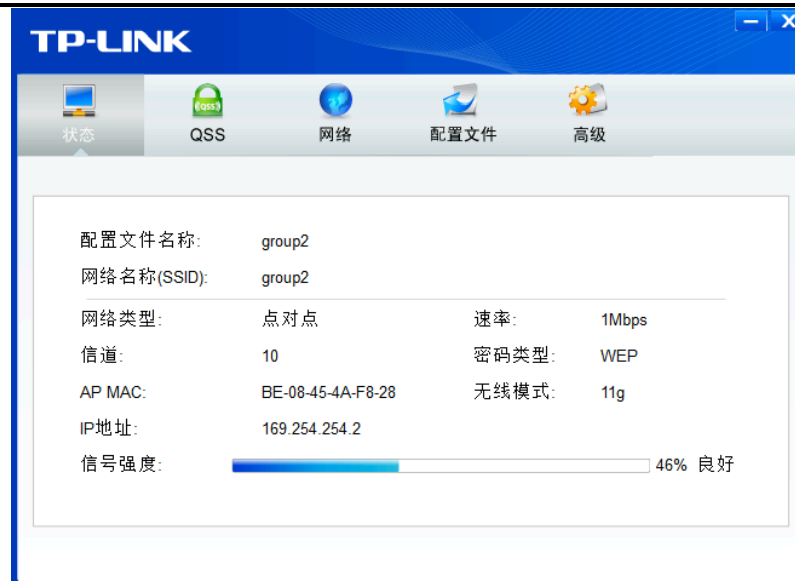 TP-LINK
状态 QSS 网络 配置文件 高级
配置文件名称: group2
网络名称(SSID): group2
网络类型: 点对点 速率: 1Mbps
信道: 10 密码类型: WEP
AP MAC: BE-08-45-4A-F8-28 无线模式: 11g
IP地址: 169.254.254.2
信号强度: 46% 良好